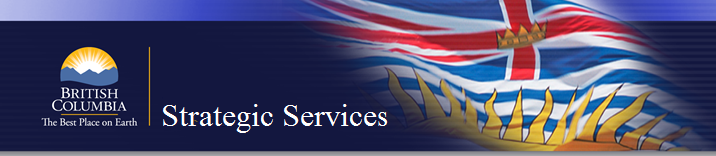 BRITISH
COLUMBIA
The Best Place on Earth
Strategic Services